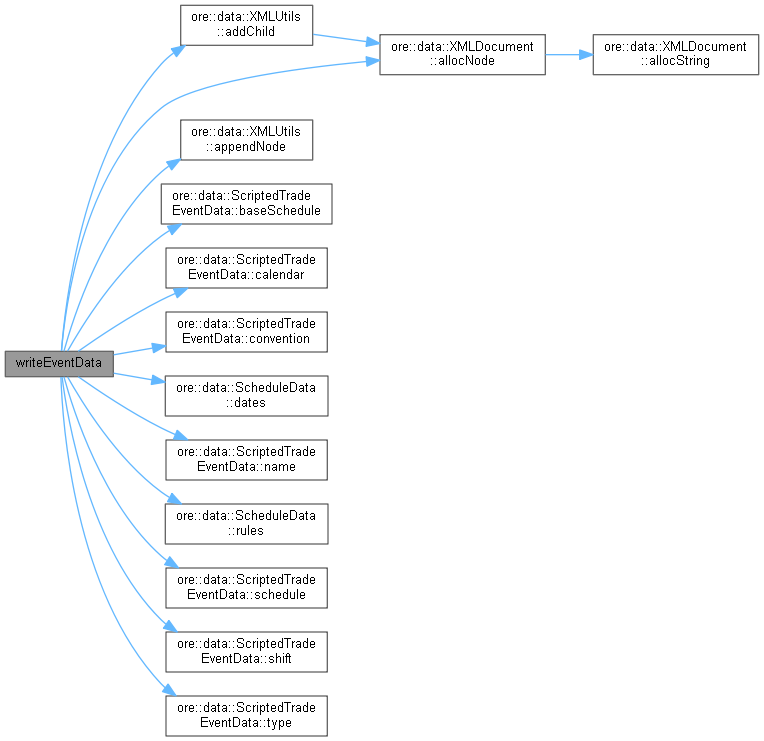 ore::data::XMLUtils
::addChild
ore::data::XMLDocument
::allocNode
ore::data::XMLDocument
::allocString
ore::data::XMLUtils
::appendNode
ore::data::ScriptedTrade
EventData::baseSchedule
ore::data::ScriptedTrade
EventData::calendar
ore::data::ScriptedTrade
EventData::convention
writeEventData
ore::data::ScheduleData
::dates
ore::data::ScriptedTrade
EventData::name
ore::data::ScheduleData
::rules
ore::data::ScriptedTrade
EventData::schedule
ore::data::ScriptedTrade
EventData::shift
ore::data::ScriptedTrade
EventData::type